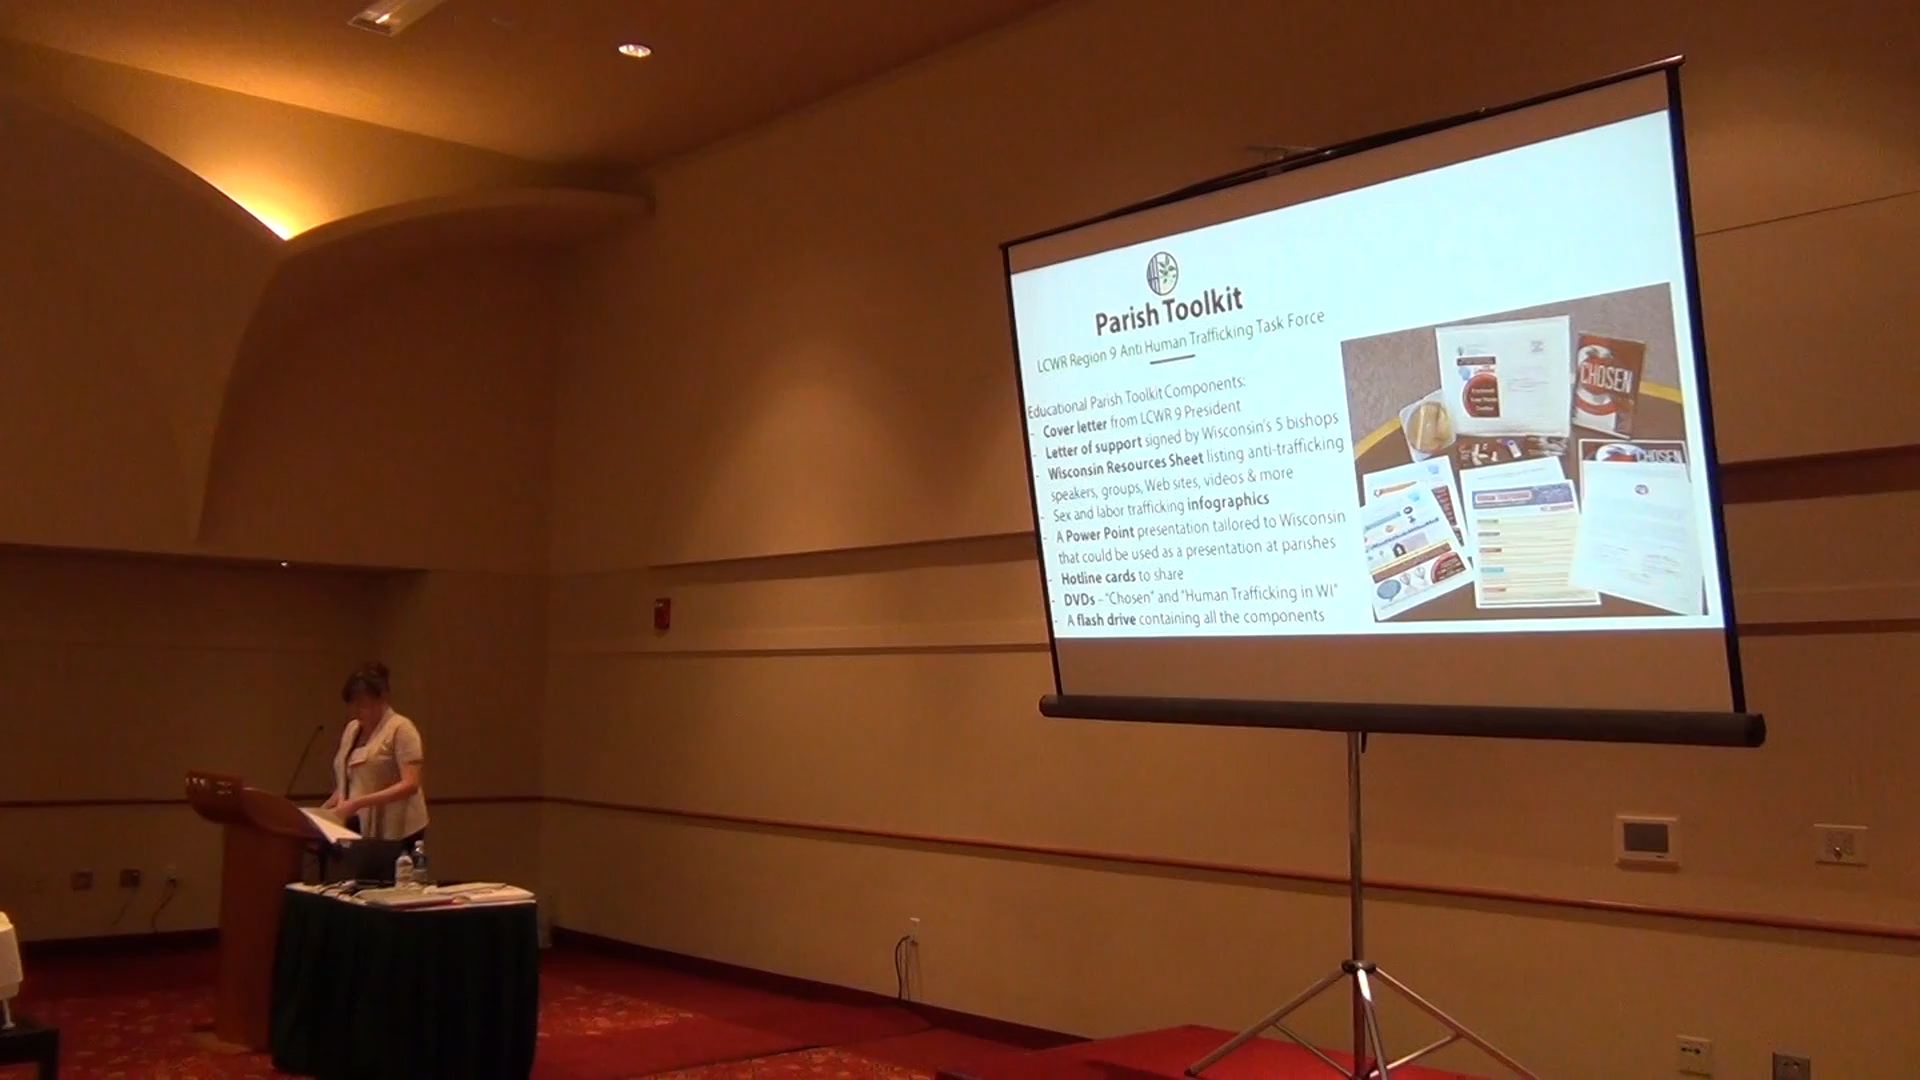 Parish Toolkit
LCWR Region 9 Anti Human Trafficking Task Force
Educational Parish Toolkit Components:
- Cover letter from LCWR 9 President
- Letter of support signed by Wisconsin's 5 bishops
- Wisconsin Resources Sheet listing anti-trafficking
speakers, groups, Web sites, videos & more
- Sex and labor trafficking infographics
- A Power Point presentation tailored to Wisconsin
that could be used as a presentation at parishes
- Hotline cards to share
- DVDs - "Chosen" and "Human Trafficking in WI"
- A flash drive containing all the components
CHOSEN
CHOSEN